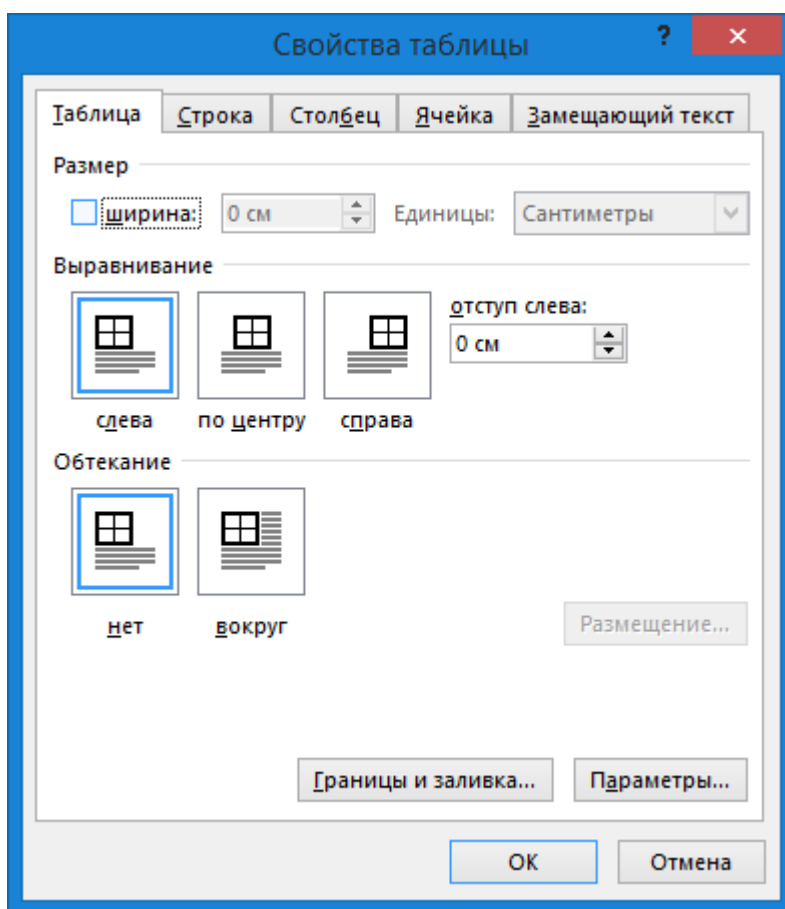 Свойства таблицы ? ×
Таблица Строка Столбец Ячейка Замещающий текст
Размер
ширина: 0 см Единицы: Сантиметры
Выравнивание
отступ слева:
0 см
слева по центру справа
Обтекание
нет вокруг
Размещение...
Границы и заливка... Параметры...
ОК Отмена